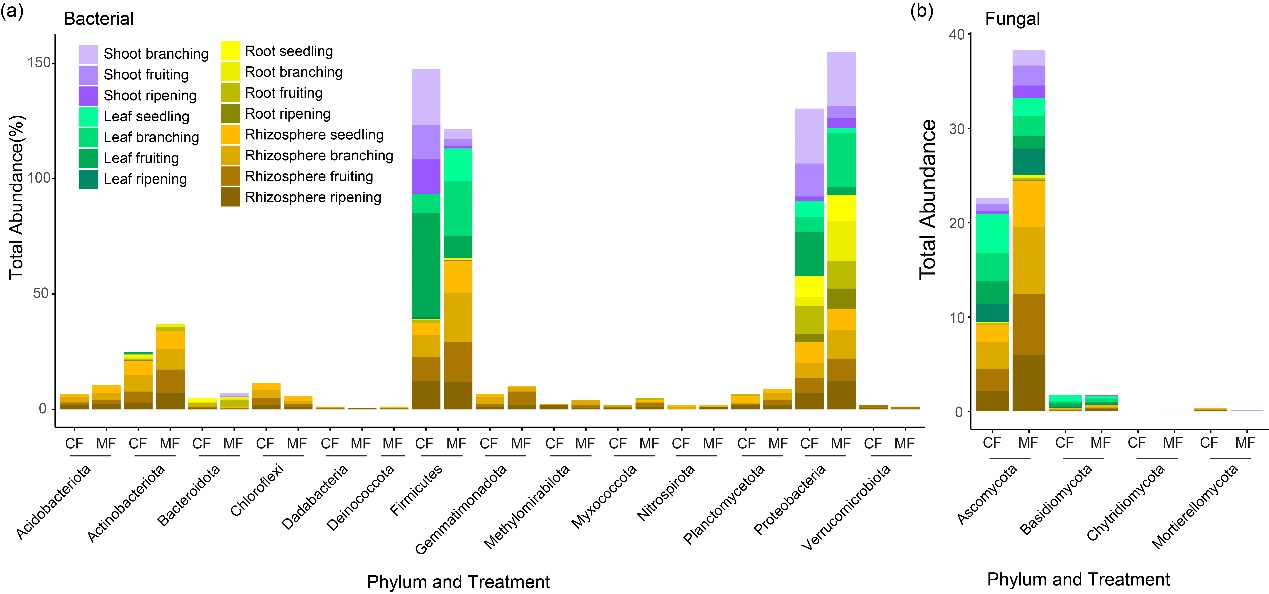 (a)
Bacterial
Total Abundance(%)
150
100
50
0
Shoot branching
Shoot fruiting
Shoot ripening
Leaf seedling
Leaf branching
Leaf fruiting
Leaf ripening
Root seedling
Root branching
Root fruiting
Root ripening
Rhizosphere seedling
Rhizosphere branching
Rhizosphere fruiting
Rhizosphere ripening
CF MF CF MF CF MF CF MF CF MF CF MF CF MF CF MF CF MF CF MF CF MF CF MF CF MF CF
Acidobacteriota
Actinobacteriota
Bacteroidota
Chloroflexi
Dadabacteria
Deinococcota
Firmicules
Gemmatimonadota
Methylomirabilota
Myxococcota
Nitrospirota
Planctomycetota
Proteobacteria
Verrucomicrobiota
Phylum and Treatment
(b)
Fungal
Total Abundance
40
30
20
10
0
CF MF CF MF CF MF CF MF
Ascomycota
Basidiomycota
Chytridiomycota
Mortierellomycota
Phylum and Treatment